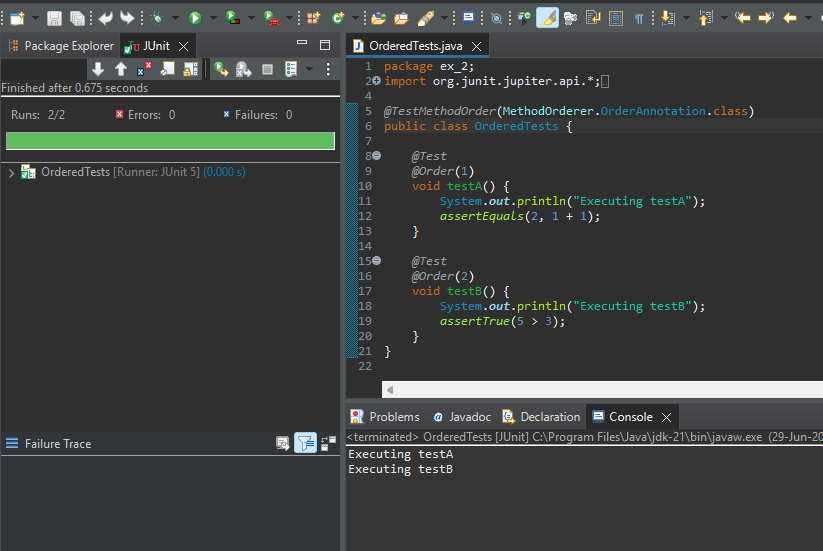 Package Explorer
JUnit
Finished after 0.675 seconds
Runs: 2/2
Errors: 0
Failures: 0
OrderedTests [Runner: JUnit 5] (0.000 s)
Failure Trace
OrderedTests.java
1 package ex_2;
2 import org.junit.jupiter.api.*;
4
5 @TestMethodOrder(MethodOrderer.OrderAnnotation.class)
6 public class OrderedTests {
7
8 @Test
9 @Order(1)
10 void testA() {
11 System.out.println("Executing testA");
12 assertEquals(2, 1 + 1);
13 }
14
15 @Test
16 @Order(2)
17 void testB() {
18 System.out.println("Executing testB");
19 assertTrue(5 > 3);
20 }
21 }
22
Problems
Javadoc
Declaration
Console
<terminated> OrderedTests [JUnit] C:\Program Files\Java\jdk-21\bin\javaw.exe (29-Jun-20
Executing testA
Executing testB